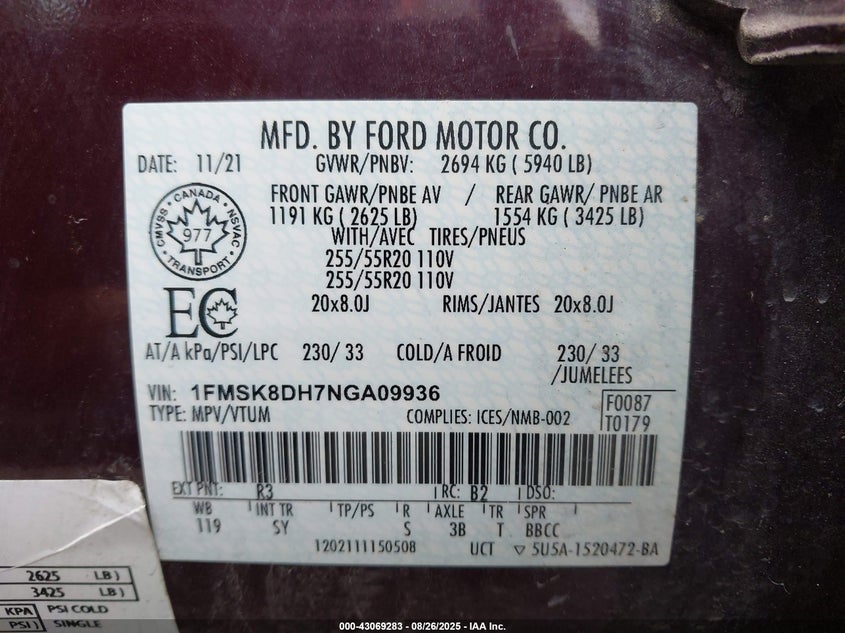 MFD. BY FORD MOTOR CO.
DATE: 11/21 GVWR/PNBV: 2694 KG ( 5940 LB)
FRONT GAWR/PNBE AV / REAR GAWR/ PNBE AR
1191 KG ( 2625 LB) 1554 KG ( 3425 LB)
WITH/AVEC TIRES/PNEUS
255/55R20 110V
255/55R20 110V
20x8.0J RIMS/JANTES 20x8.0J
CMVSS • CANADA • NSVAC
977
• TRANSPORT •
EC
AT/A kPa/PSI/LPC 230/ 33 COLD/A FROID 230/ 33
/JUMELEES
VIN: 1FMSK8DH7NGA09936
TYPE: MPV/VTUM COMPLIES: ICES/NMB-002
F0087
T0179
EXT PNT: R3 RC: B2 DSO:
WB INT TR TP/PS R AXLE TR SPR
119 SY S 3B T BBCC
1202111150508 UCT ▽ 5U5A-1520472-BA
2625 LB )
3425 LB )
KPA PSI COLD
PSI ) SINGLE
000-43069283 - 08/26/2025 - IAA Inc.